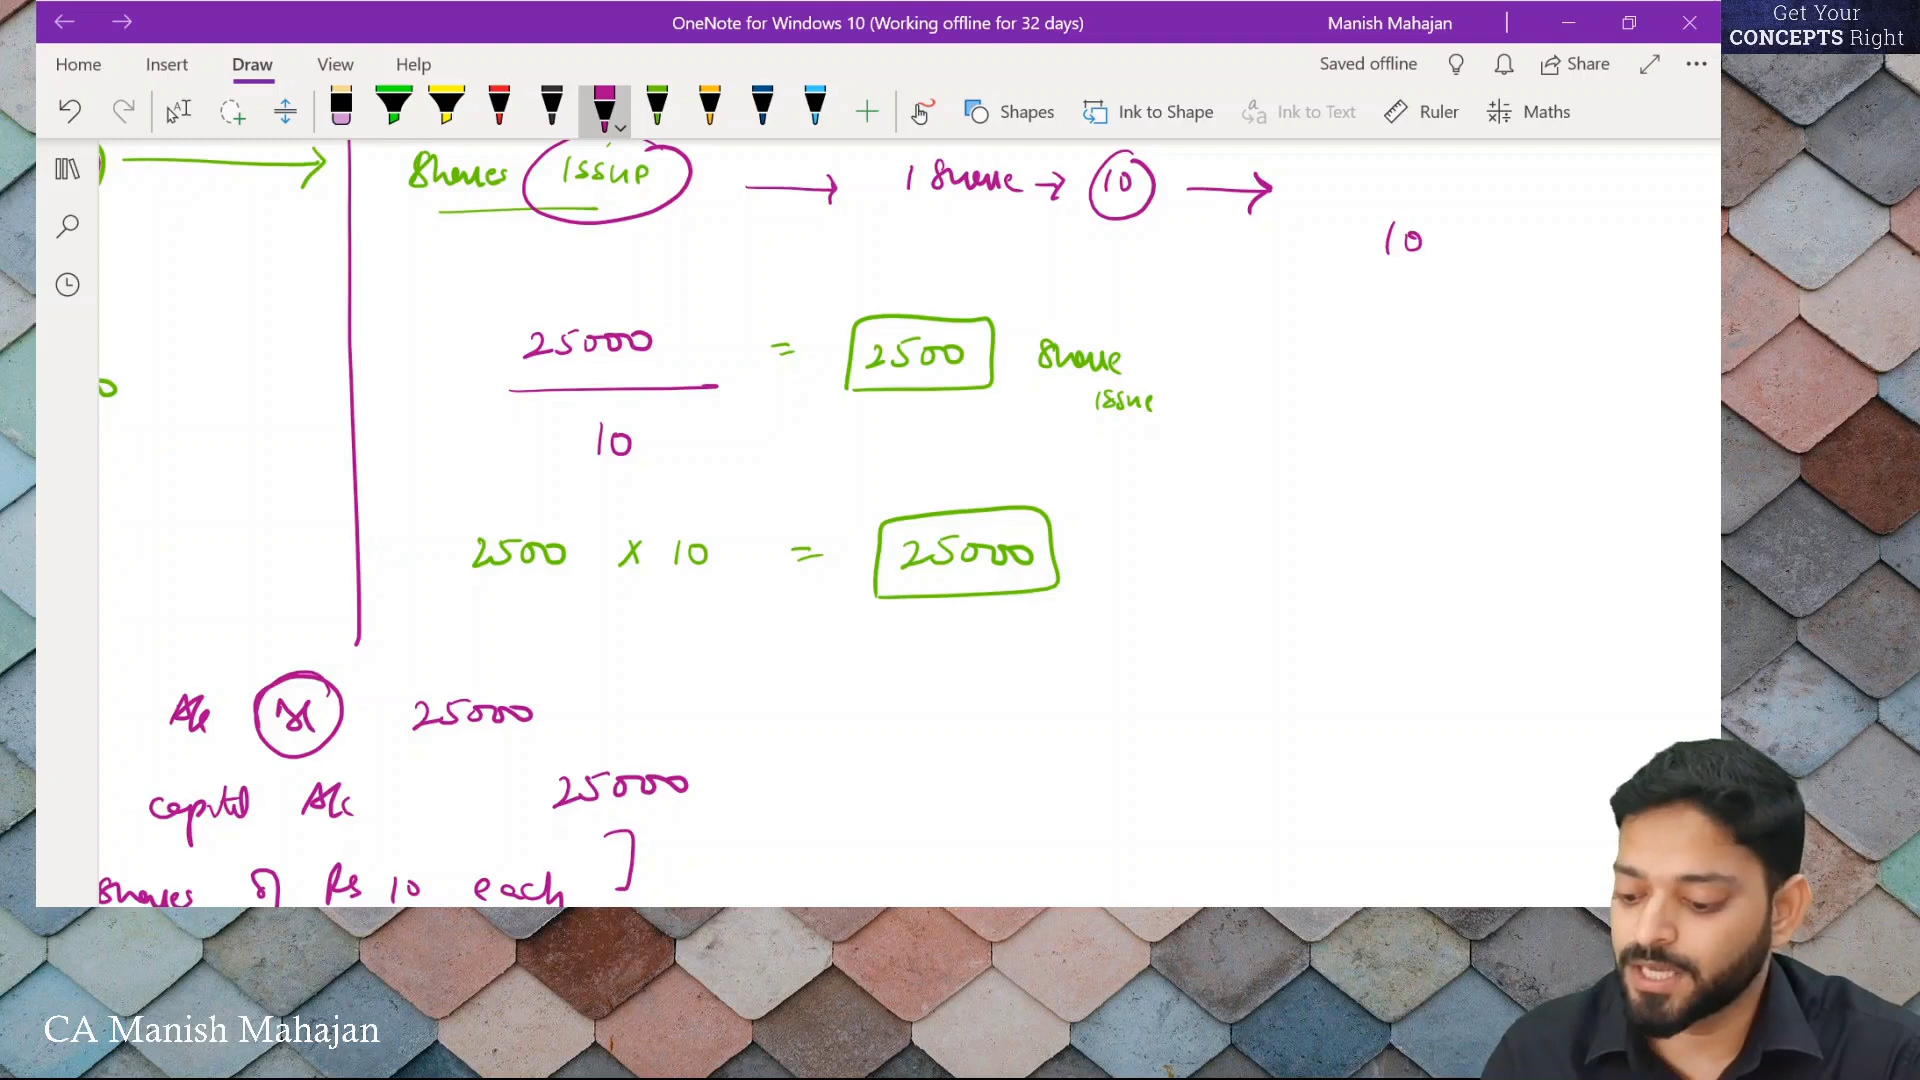 OneNote for Windows 10 (Working offline for 32 days)
Manish Mahajan
Get Your
CONCEPTS Right
Home Insert Draw View Help
Saved offline
Share
Shapes
Ink to Shape
Ink to Text
Ruler
Maths
Shares Issue → 1 Share → 10 →
10
25000
10
= 2500 Share
issue
2500 x 10 = 25000
A/c Dr 25000
capital A/c 25000
shares of Rs 10 each ]
CA Manish Mahajan